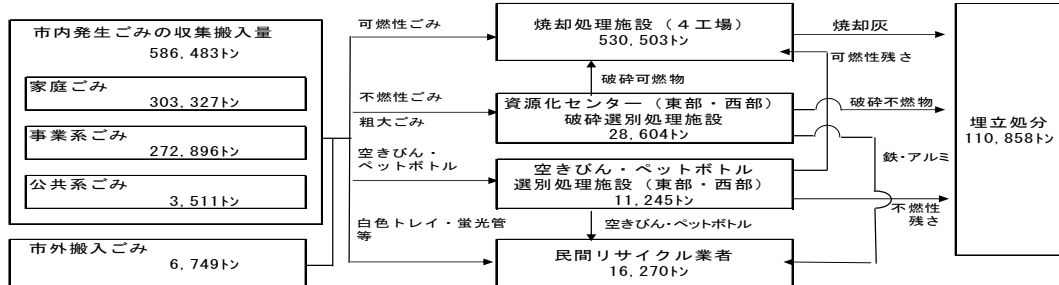 市内発生ごみの収集搬入量
586,483トン
家庭ごみ
303,327トン
事業系ごみ
272,896トン
公共系ごみ
3,511トン
市外搬入ごみ
6,749トン
可燃性ごみ
不燃性ごみ
粗大ごみ
空きびん・
ペットボトル
白色トレイ・蛍光管
等
焼却処理施設（4工場）
530,503トン
破砕可燃物
資源化センター（東部・西部）
破砕選別処理施設
28,604トン
空きびん・ペットボトル
選別処理施設（東部・西部）
11,245トン
空きびん・ペットボトル
民間リサイクル業者
16,270トン
焼却灰
可燃性残さ
破砕不燃物
鉄・アルミ
不燃性
残さ
埋立処分
110,858トン